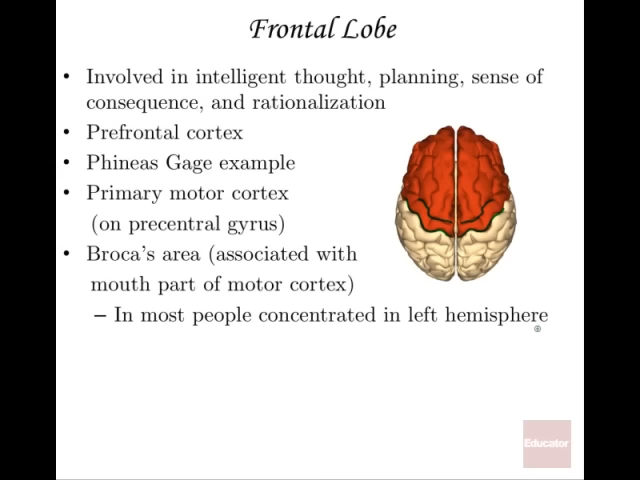 Frontal Lobe
• Involved in intelligent thought, planning, sense of
consequence, and rationalization
• Prefrontal cortex
• Phineas Gage example
• Primary motor cortex
(on precentral gyrus)
• Broca's area (associated with
mouth part of motor cortex)
– In most people concentrated in left hemisphere
Educator